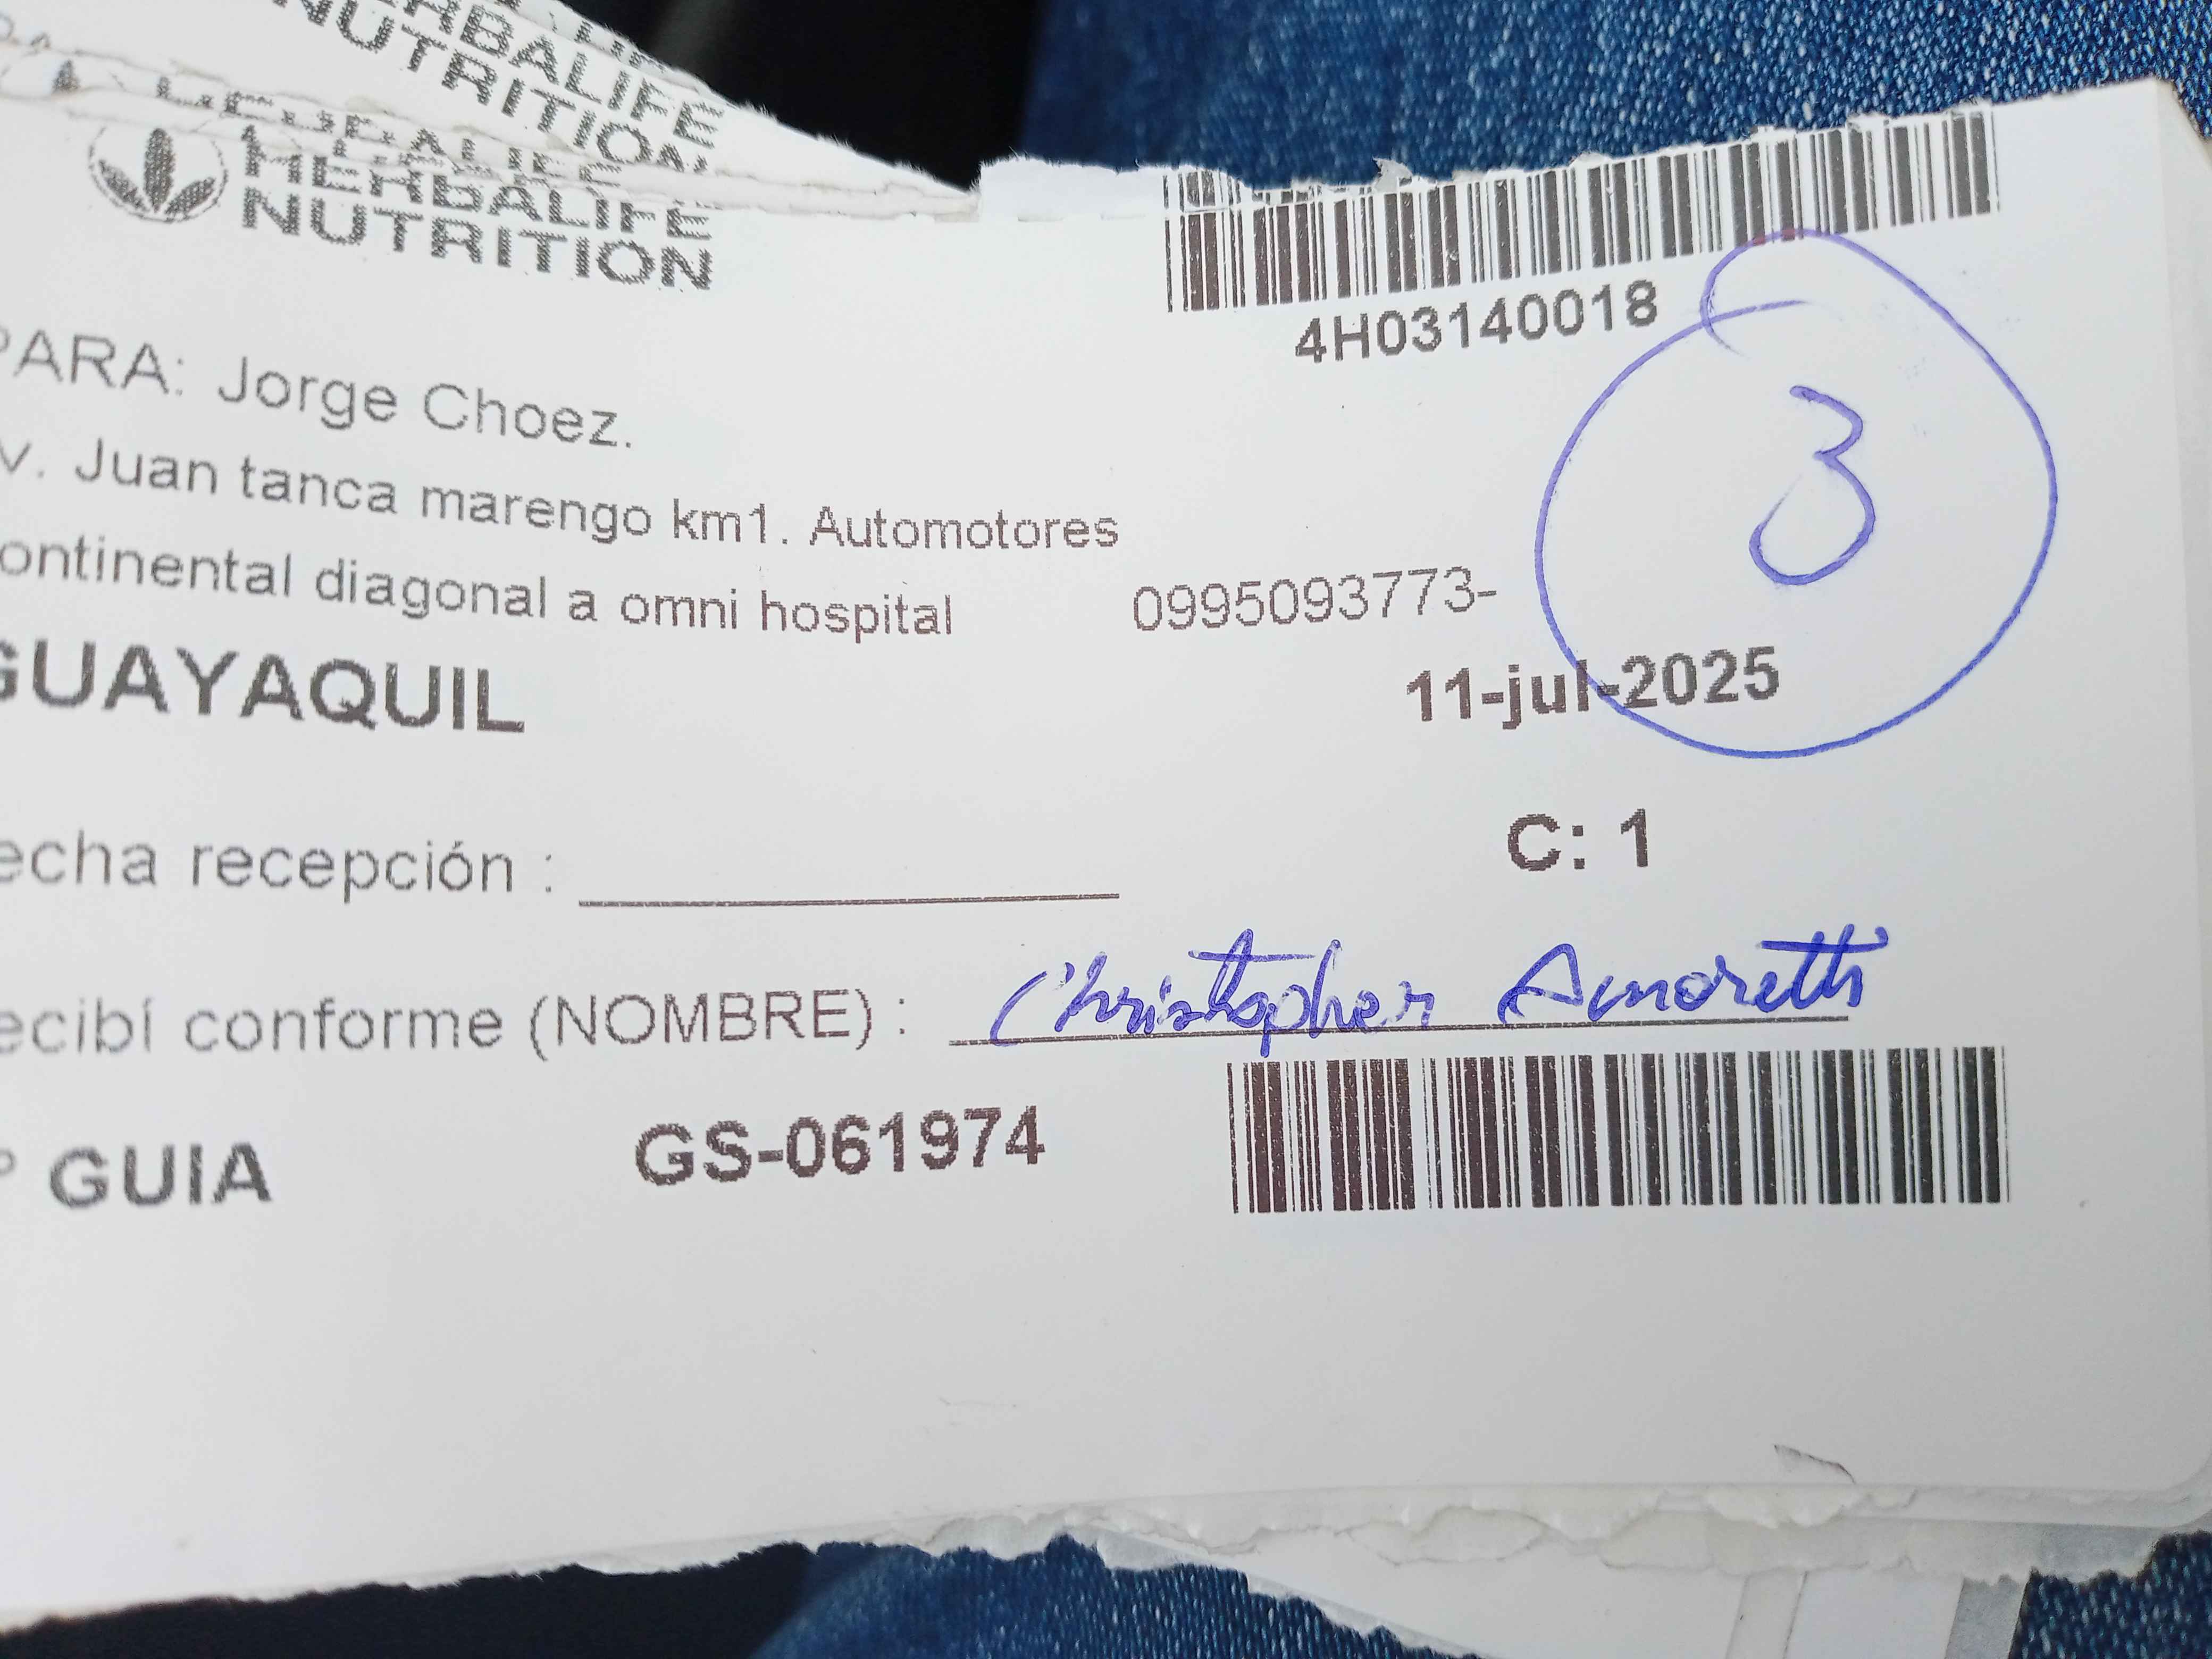 HERBALIFE
NUTRITION
HERBALIFE
NUTRITION
4H03140018
3
PARA: Jorge Choez.
v. Juan tanca marengo km1. Automotores
ontinental diagonal a omni hospital
0995093773-
GUAYAQUIL
11-jul-2025
C: 1
echa recepción :
ecibí conforme (NOMBRE) : Christopher Amoretti
° GUIA GS-061974